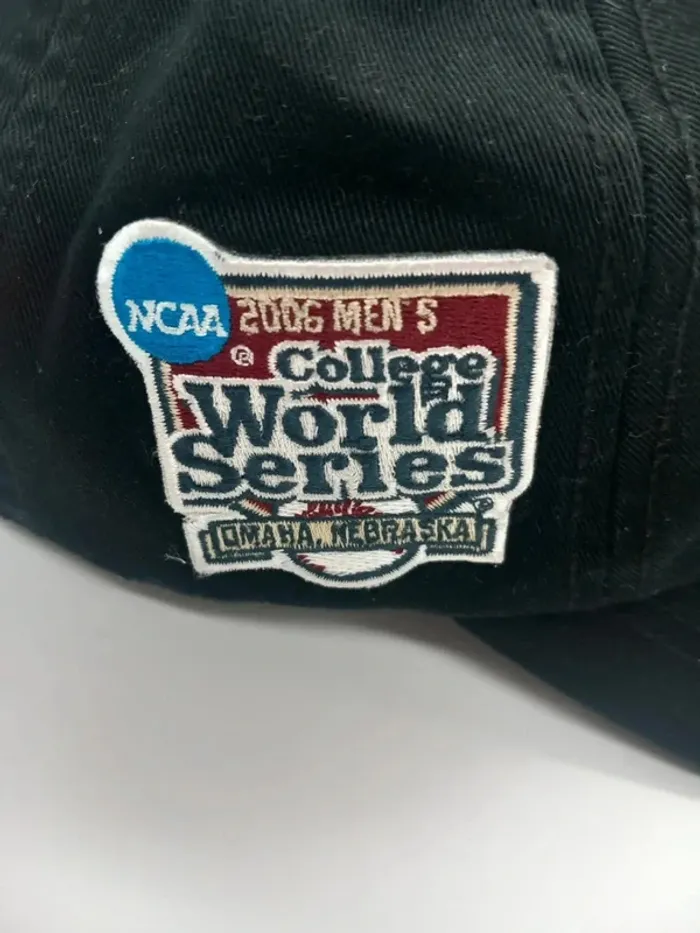 NCAA
2006 MEN'S
®
College
World
Series
®
OMAHA, NEBRASKA